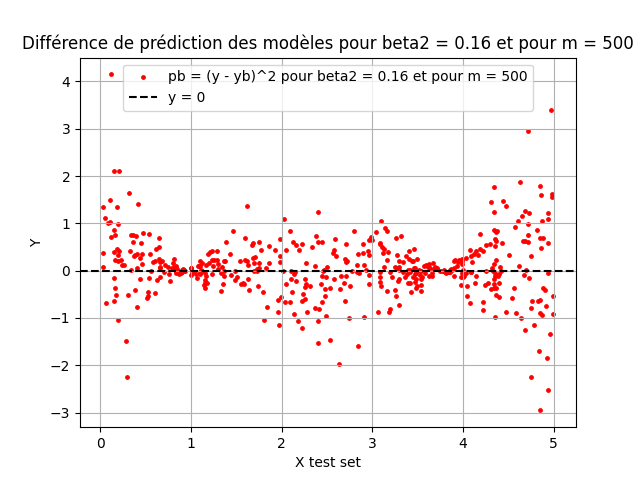 Différence de prédiction des modèles pour beta2 = 0.16 et pour m = 500
pb = (y - yb)^2 pour beta2 = 0.16 et pour m = 500
y = 0
4
3
2
1
0
−1
−2
−3
Y
0 1 2 3 4 5
X test set